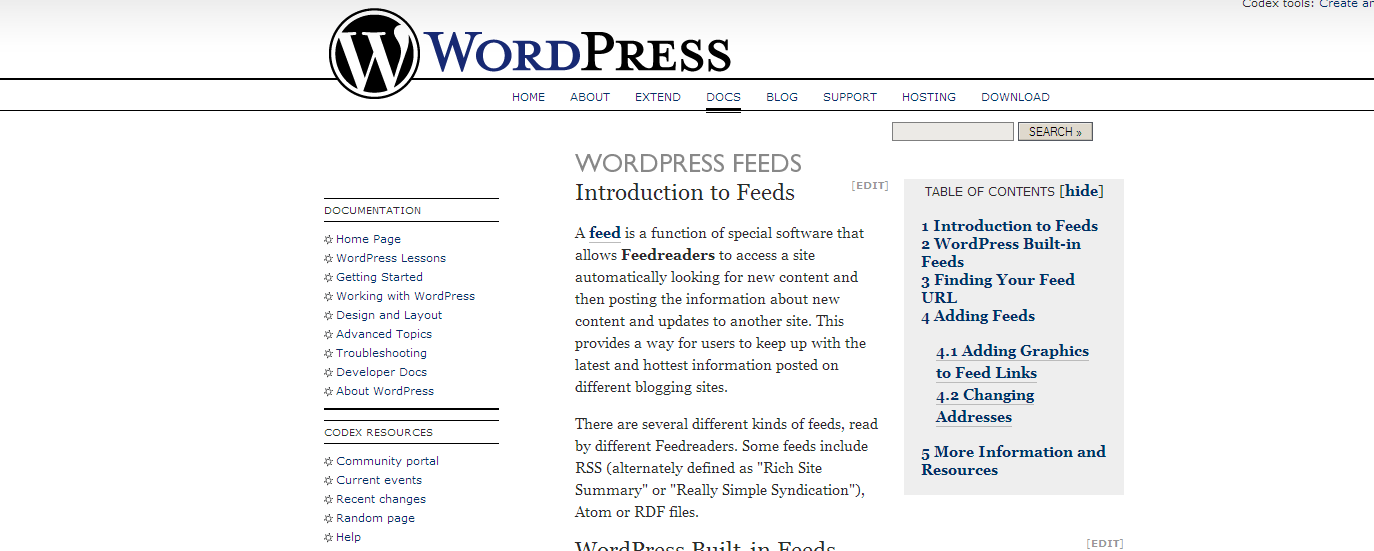 Codex tools: Create an
WORDPRESS
HOME ABOUT EXTEND DOCS BLOG SUPPORT HOSTING DOWNLOAD
SEARCH »
WORDPRESS FEEDS
Introduction to Feeds [EDIT]
A feed is a function of special software that
allows Feedreaders to access a site
automatically looking for new content and
then posting the information about new
content and updates to another site. This
provides a way for users to keep up with the
latest and hottest information posted on
different blogging sites.
There are several different kinds of feeds, read
by different Feedreaders. Some feeds include
RSS (alternately defined as "Rich Site
Summary" or "Really Simple Syndication"),
Atom or RDF files.
WordPress Built-in Feeds [EDIT]
TABLE OF CONTENTS [hide]
1 Introduction to Feeds
2 WordPress Built-in
Feeds
3 Finding Your Feed
URL
4 Adding Feeds
4.1 Adding Graphics
to Feed Links
4.2 Changing
Addresses
5 More Information and
Resources
DOCUMENTATION
Home Page
WordPress Lessons
Getting Started
Working with WordPress
Design and Layout
Advanced Topics
Troubleshooting
Developer Docs
About WordPress
CODEX RESOURCES
Community portal
Current events
Recent changes
Random page
Help